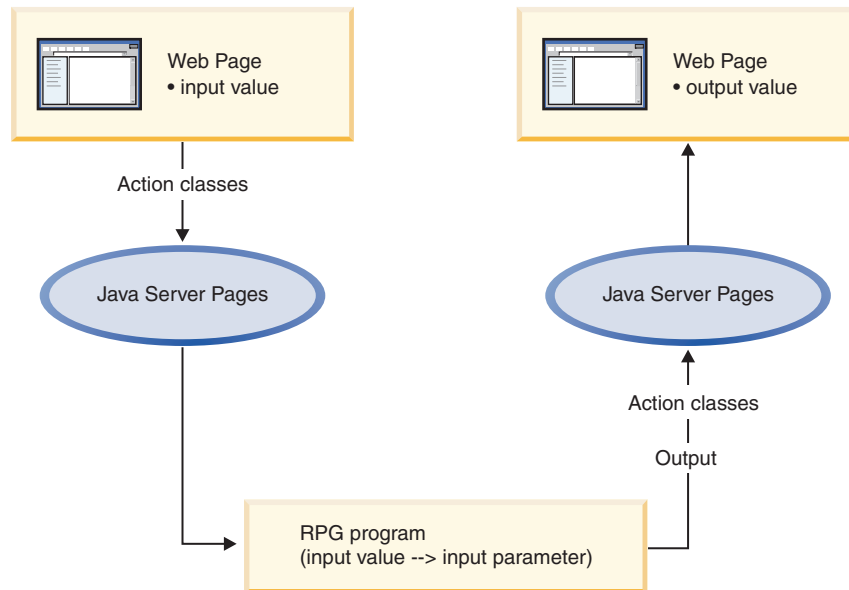 Web Page
• input value
Action classes
Java Server Pages
RPG program
(input value --> input parameter)
Output
Action classes
Java Server Pages
Web Page
• output value